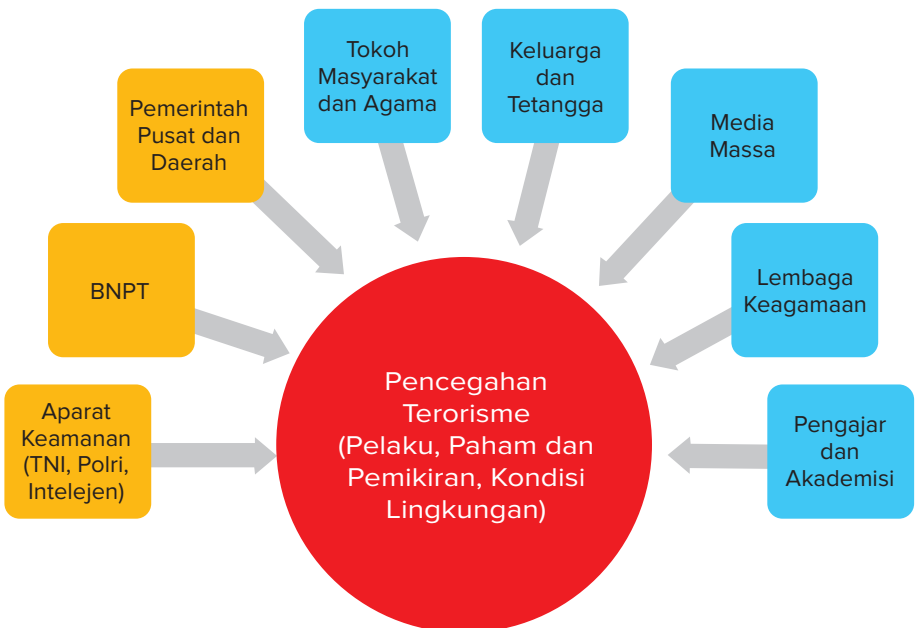 Tokoh
Masyarakat
dan Agama
Keluarga
dan
Tetangga
Pemerintah
Pusat dan
Daerah
Media
Massa
BNPT
Lembaga
Keagamaan
Aparat
Keamanan
(TNI, Polri,
Intelejen)
Pencegahan
Terorisme
(Pelaku, Paham dan
Pemikiran, Kondisi
Lingkungan)
Pengajar
dan
Akademisi